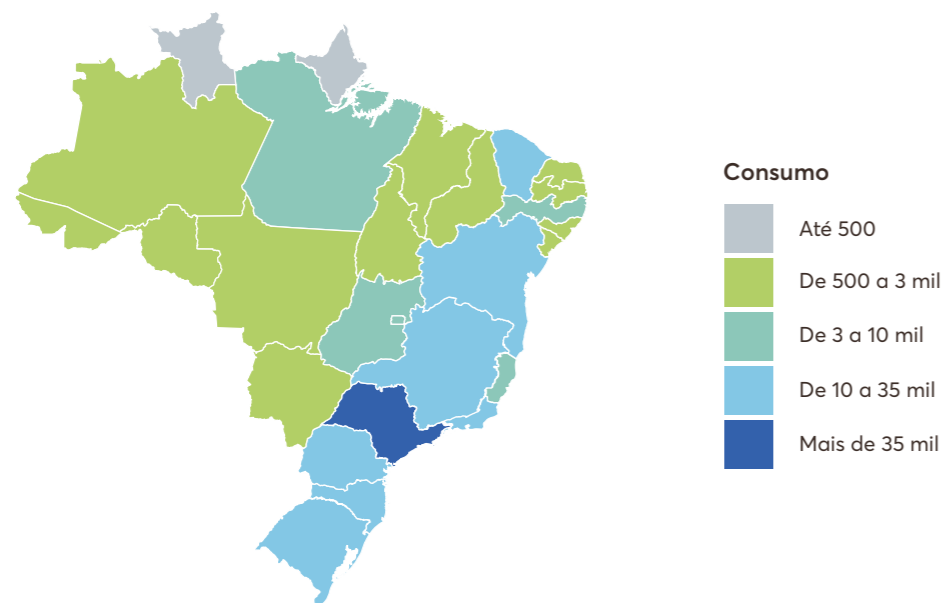 Consumo
Até 500
De 500 a 3 mil
De 3 a 10 mil
De 10 a 35 mil
Mais de 35 mil